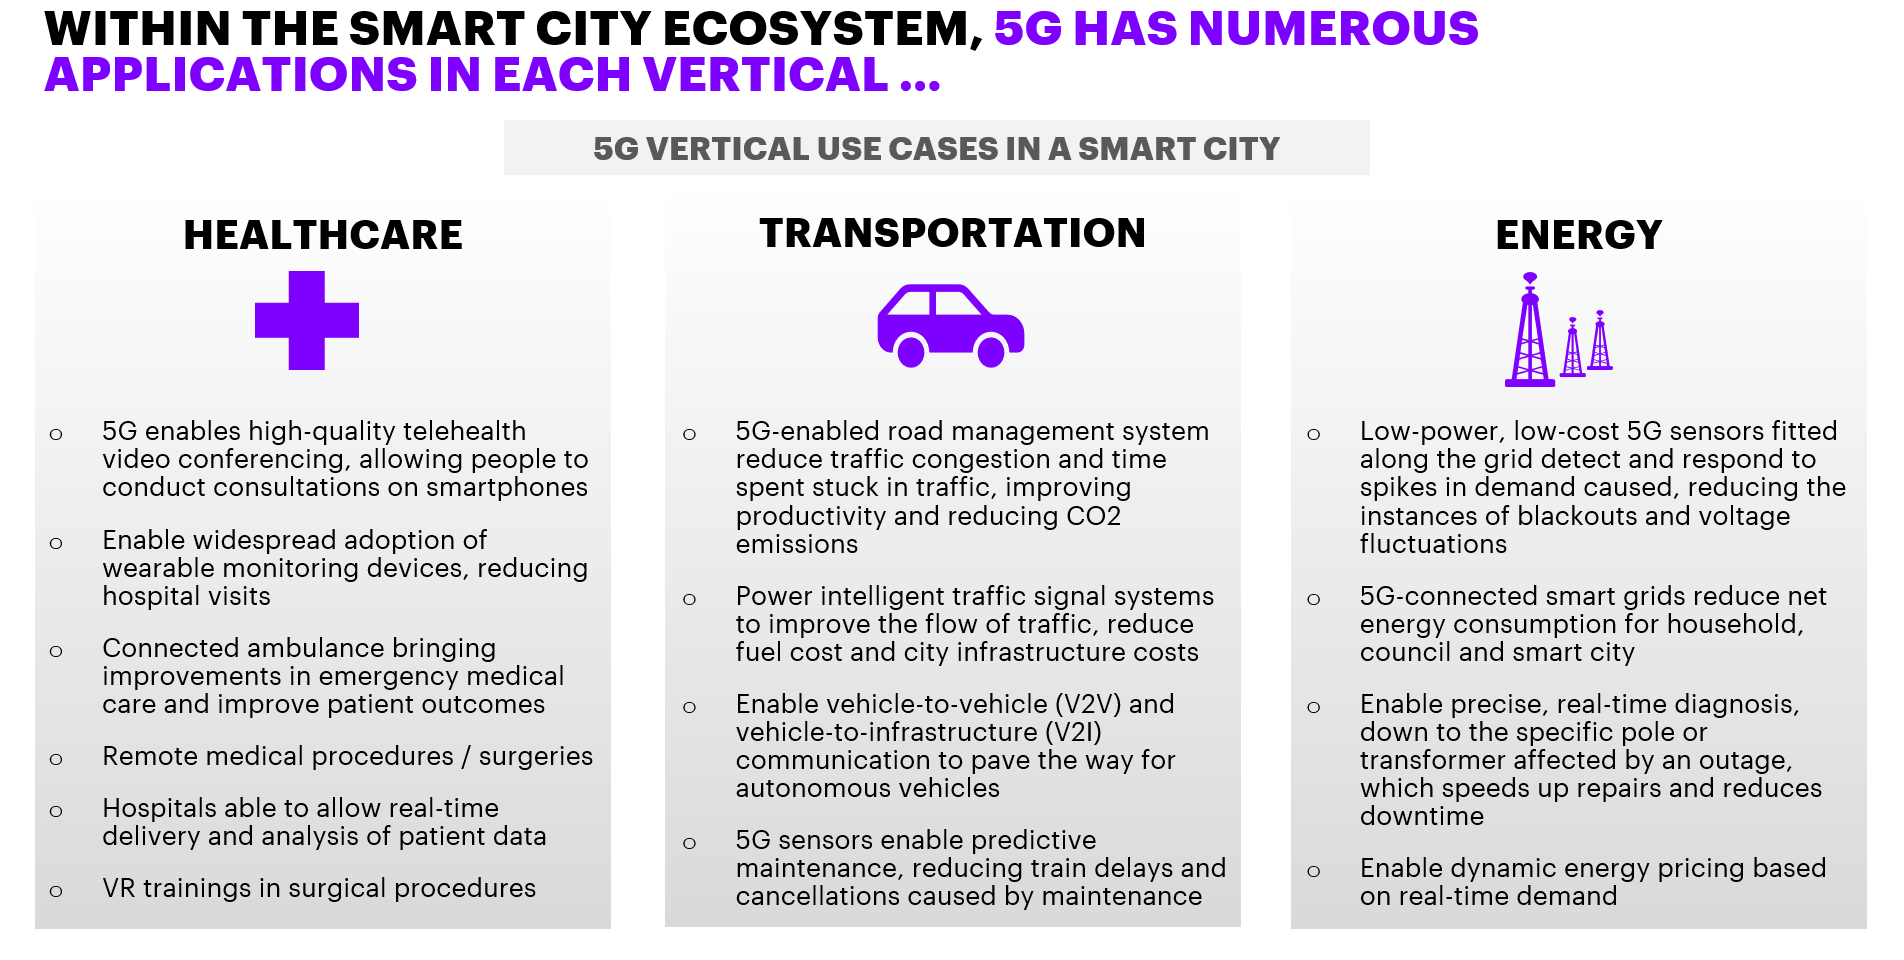 WITHIN THE SMART CITY ECOSYSTEM, 5G HAS NUMEROUS
APPLICATIONS IN EACH VERTICAL ...
5G VERTICAL USE CASES IN A SMART CITY
HEALTHCARE
o 5G enables high-quality telehealth
video conferencing, allowing people to
conduct consultations on smartphones
o Enable widespread adoption of
wearable monitoring devices, reducing
hospital visits
o Connected ambulance bringing
improvements in emergency medical
care and improve patient outcomes
o Remote medical procedures / surgeries
o Hospitals able to allow real-time
delivery and analysis of patient data
o VR trainings in surgical procedures
TRANSPORTATION
o 5G-enabled road management system
reduce traffic congestion and time
spent stuck in traffic, improving
productivity and reducing CO2
emissions
o Power intelligent traffic signal systems
to improve the flow of traffic, reduce
fuel cost and city infrastructure costs
o Enable vehicle-to-vehicle (V2V) and
vehicle-to-infrastructure (V2I)
communication to pave the way for
autonomous vehicles
o 5G sensors enable predictive
maintenance, reducing train delays and
cancellations caused by maintenance
ENERGY
o Low-power, low-cost 5G sensors fitted
along the grid detect and respond to
spikes in demand caused, reducing the
instances of blackouts and voltage
fluctuations
o 5G-connected smart grids reduce net
energy consumption for household,
council and smart city
o Enable precise, real-time diagnosis,
down to the specific pole or
transformer affected by an outage,
which speeds up repairs and reduces
downtime
o Enable dynamic energy pricing based
on real-time demand